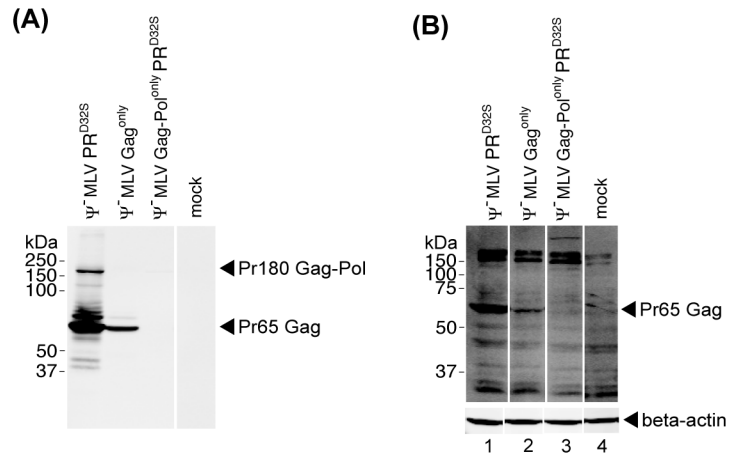 (A)
Ψ⁻MLV PR^D32S
Ψ⁻MLV Gag^only
Ψ⁻MLV Gag-Pol^only PR^D32S
mock
kDa
250
150
100
50
37
Pr180 Gag-Pol
Pr65 Gag
(B)
Ψ⁻MLV PR^D32S
Ψ⁻MLV Gag^only
Ψ⁻MLV Gag-Pol^only PR^D32S
mock
kDa
150
100
75
50
37
Pr65 Gag
beta-actin
1 2 3 4